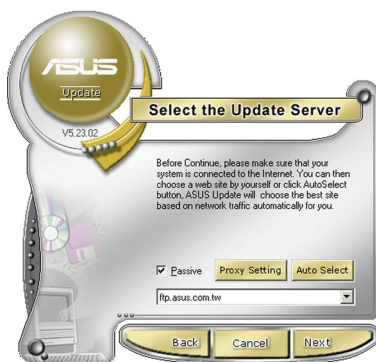 ASUS
Update
V5.23.02
Select the Update Server
Before Continue, please make sure that your
system is connected to the Internet. You can then
choose a web site by yourself or click AutoSelect
button, ASUS Update will choose the best site
based on network traffic automatically for you.
Passive
Proxy Setting
Auto Select
ftp.asus.com.tw
Back
Cancel
Next